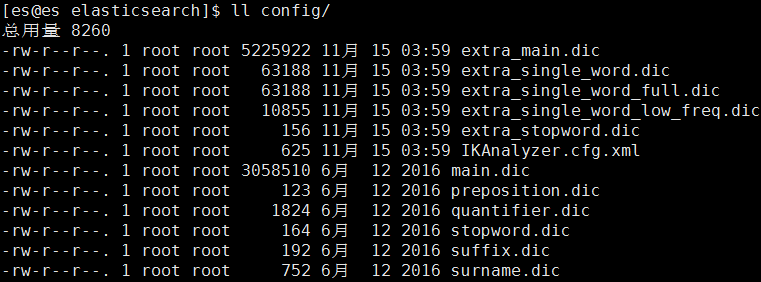 [es@es elasticsearch]$ ll config/
总用量 8260
-rw-r--r--. 1 root root 5225922 11月 15 03:59 extra_main.dic
-rw-r--r--. 1 root root   63188 11月 15 03:59 extra_single_word.dic
-rw-r--r--. 1 root root   63188 11月 15 03:59 extra_single_word_full.dic
-rw-r--r--. 1 root root   10855 11月 15 03:59 extra_single_word_low_freq.dic
-rw-r--r--. 1 root root     156 11月 15 03:59 extra_stopword.dic
-rw-r--r--. 1 root root     625 11月 15 03:59 IKAnalyzer.cfg.xml
-rw-r--r--. 1 root root 3058510 6月  12 2016 main.dic
-rw-r--r--. 1 root root     123 6月  12 2016 preposition.dic
-rw-r--r--. 1 root root    1824 6月  12 2016 quantifier.dic
-rw-r--r--. 1 root root     164 6月  12 2016 stopword.dic
-rw-r--r--. 1 root root     192 6月  12 2016 suffix.dic
-rw-r--r--. 1 root root     752 6月  12 2016 surname.dic